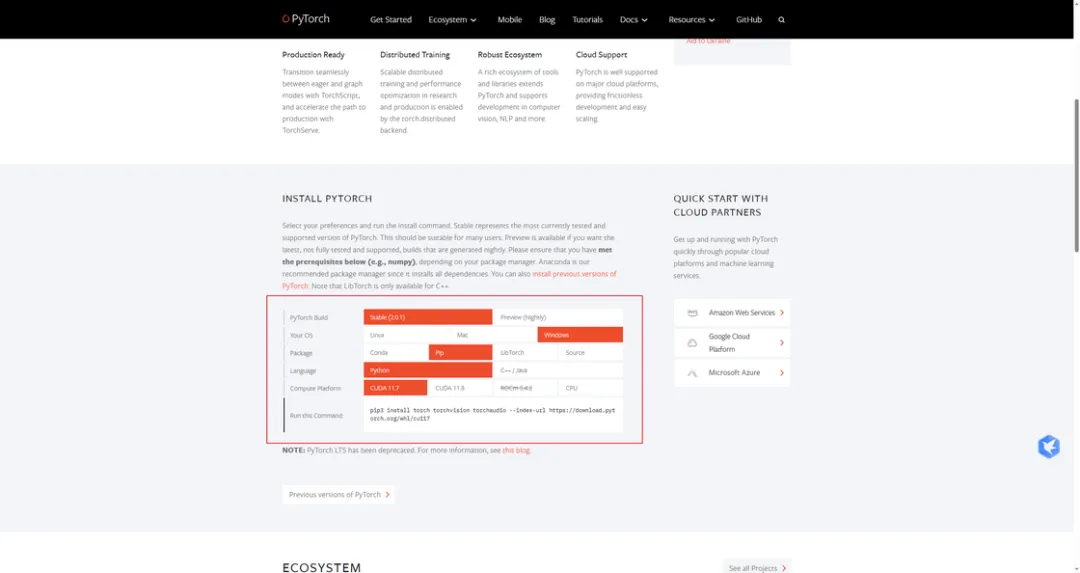 PyTorch
Get Started Ecosystem Mobile Blog Tutorials Docs Resources GitHub
Aid to Ukraine
Production Ready
Transition seamlessly
between eager and graph
modes with TorchScript,
and accelerate the path to
production with
TorchServe.
Distributed Training
Scalable distributed
training and performance
optimization in research
and production is enabled
by the torch.distributed
backend.
Robust Ecosystem
A rich ecosystem of tools
and libraries extends
PyTorch and supports
development in computer
vision, NLP and more.
Cloud Support
PyTorch is well supported
on major cloud platforms,
providing frictionless
development and easy
scaling.
INSTALL PYTORCH
Select your preferences and run the install command. Stable represents the most currently tested and
supported version of PyTorch. This should be suitable for many users. Preview is available if you want the
latest, not fully tested and supported, builds that are generated nightly. Please ensure that you have met
the prerequisites below (e.g., numpy), depending on your package manager. Anaconda is our
recommended package manager since it installs all dependencies. You can also install previous versions of
PyTorch. Note that LibTorch is only available for C++.
PyTorch Build Stable (2.0.1) Preview (Nightly)
Your OS Linux Mac Windows
Package Conda Pip LibTorch Source
Language Python C++ / Java
Compute Platform CUDA 11.7 CUDA 11.8 ROCm 5.4.2 CPU
Run this Command:
pip3 install torch torchvision torchaudio --index-url https://download.pyt
orch.org/whl/cu117
NOTE: PyTorch LTS has been deprecated. For more information, see this blog.
Previous versions of PyTorch
QUICK START WITH
CLOUD PARTNERS
Get up and running with PyTorch
quickly through popular cloud
platforms and machine learning
services.
Amazon Web Services
Google Cloud
Platform
Microsoft Azure
ECOSYSTEM
See all Projects